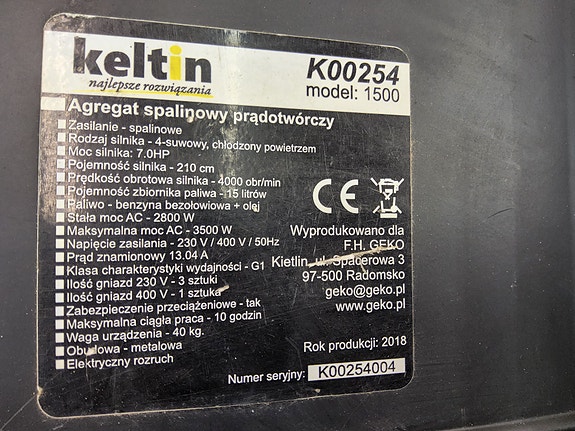 keltin
najlepsze rozwiązania
K00254
model: 1500
Agregat spalinowy prądotwórczy
Zasilanie - spalinowe
Rodzaj silnika - 4-suwowy, chłodzony powietrzem
Moc silnika: 7.0HP
Pojemność silnika - 210 cm
Prędkość obrotowa silnika - 4000 obr/min
Pojemność zbiornika paliwa - 15 litrów
Paliwo - benzyna bezołowiowa + olej
Stała moc AC - 2800 W
Maksymalna moc AC - 3500 W
Napięcie zasilania - 230 V / 400 V / 50Hz
Prąd znamionowy 13.04 A
Klasa charakterystyki wydajności - G1
Ilość gniazd 230 V - 3 sztuki
Ilość gniazd 400 V - 1 sztuka
Zabezpieczenie przeciążeniowe - tak
Maksymalna ciągła praca - 10 godzin
Waga urządzenia - 40 kg.
Obudowa - metalowa
Elektryczny rozruch
CE
Wyprodukowano dla
F.H. GEKO
Kietlin, ul. Spacerowa 3
97-500 Radomsko
geko@geko.pl
www.geko.pl
Rok produkcji: 2018
Numer seryjny: K00254004